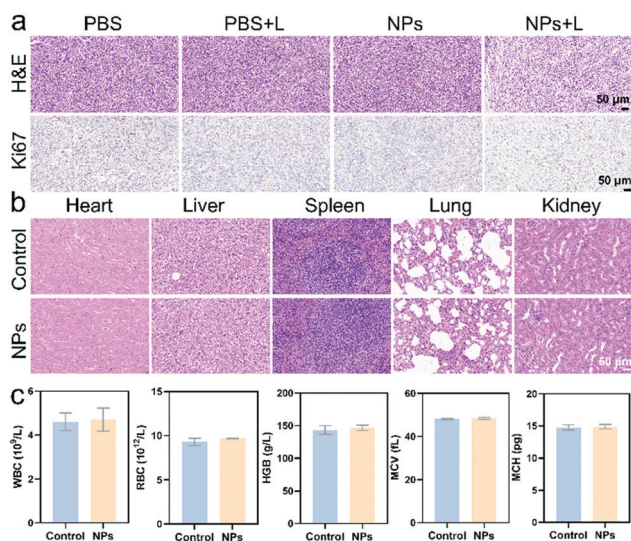 a
PBS PBS+L NPs NPs+L
H&E
50 μm
Ki67
50 μm
b
Heart Liver Spleen Lung Kidney
Control
NPs
50 μm
c
WBC (10⁹/L)
9
6
3
0
Control NPs
RBC (10¹²/L)
15
10
5
0
Control NPs
HGB (g/L)
200
150
100
50
0
Control NPs
MCV (fL)
60
40
20
0
Control NPs
MCH (pg)
20
15
10
5
0
Control NPs